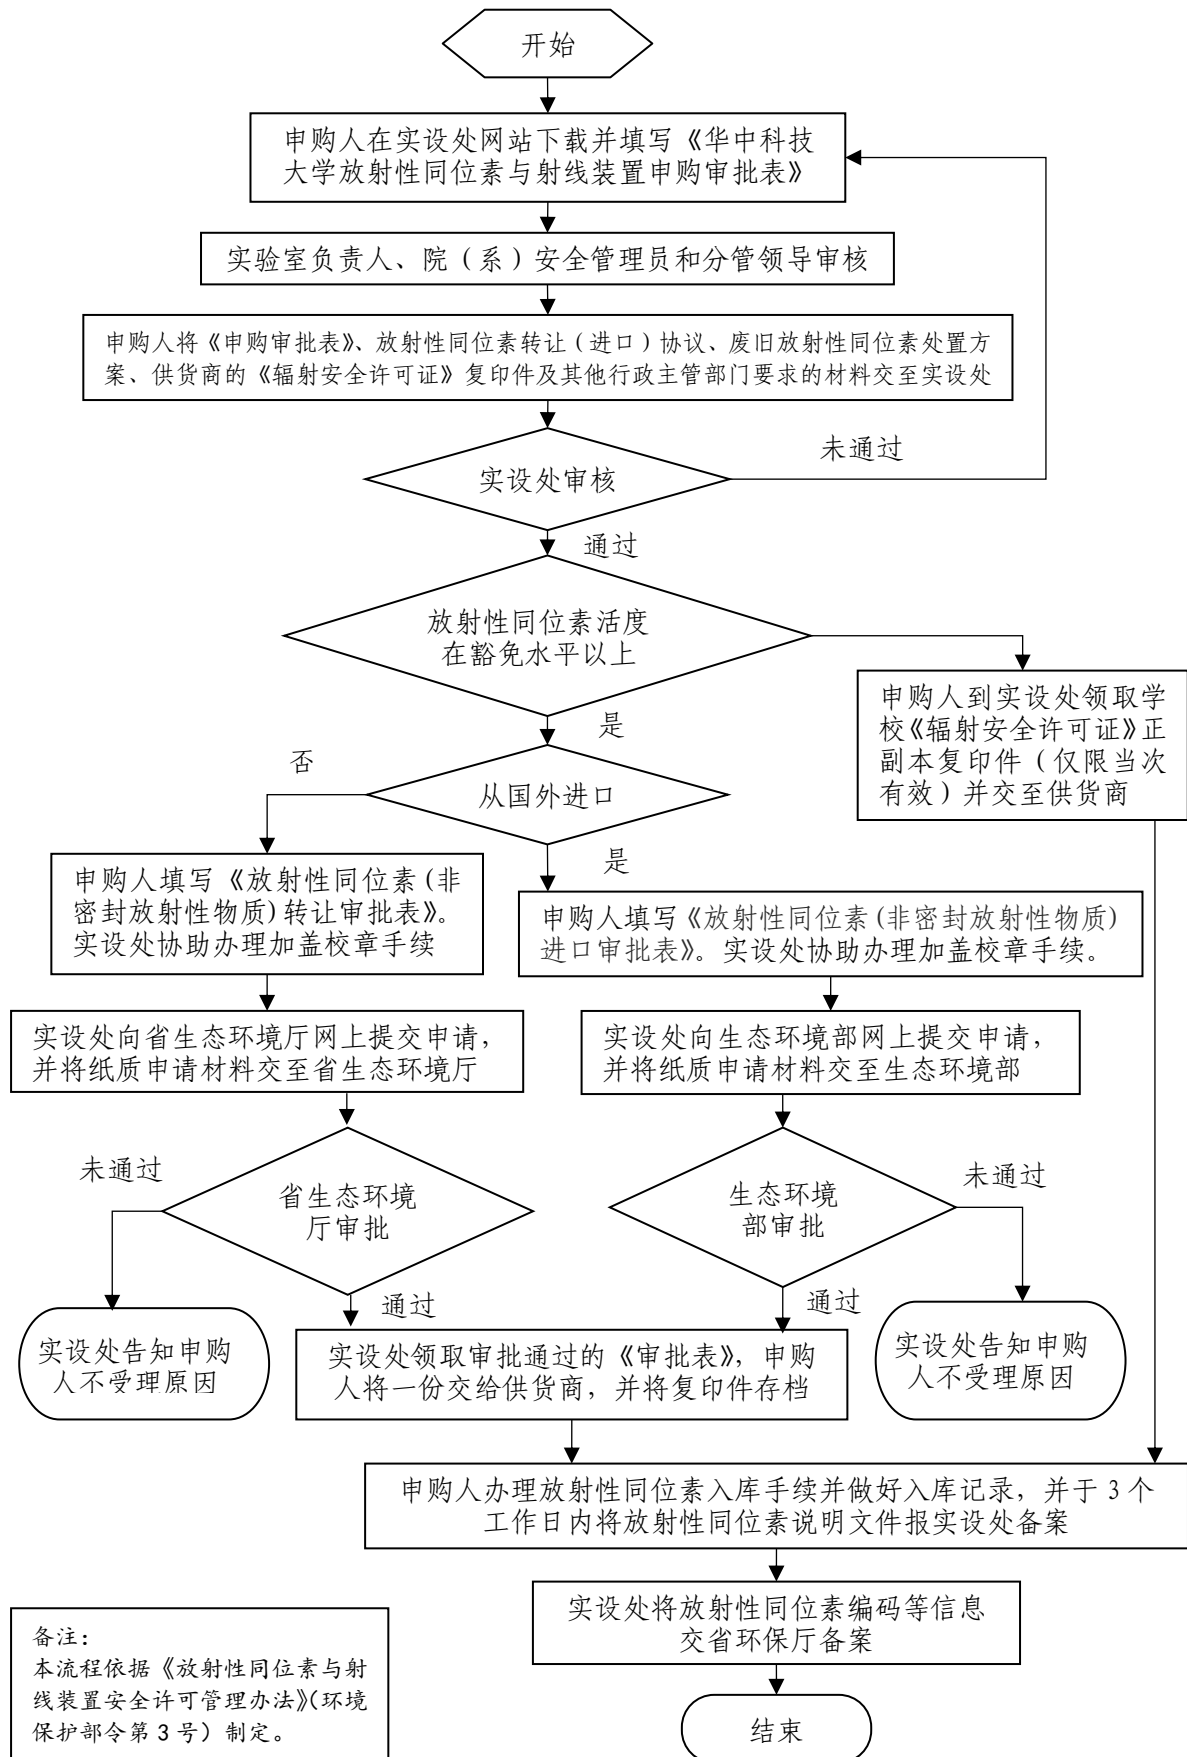 开始
申购人在实设处网站下载并填写《华中科技
大学放射性同位素与射线装置申购审批表》
实验室负责人、院（系）安全管理员和分管领导审核
申购人将《申购审批表》、放射性同位素转让（进口）协议、废旧放射性同位素处置方
案、供货商的《辐射安全许可证》复印件及其他行政主管部门要求的材料交至实设处
未通过
实设处审核
通过
放射性同位素活度
在豁免水平以上
申购人到实设处领取学
校《辐射安全许可证》正
副本复印件（仅限当次
有效）并交至供货商
是
否
从国外进口
是
申购人填写《放射性同位素(非
密封放射性物质)转让审批表》。
实设处协助办理加盖校章手续
申购人填写《放射性同位素(非密封放射性物质)
进口审批表》。实设处协助办理加盖校章手续。
实设处向省生态环境厅网上提交申请，
并将纸质申请材料交至省生态环境厅
实设处向生态环境部网上提交申请，
并将纸质申请材料交至生态环境部
未通过
省生态环境
厅审批
生态环境
部审批
未通过
通过
通过
实设处告知申购
人不受理原因
实设处领取审批通过的《审批表》，申购
人将一份交给供货商，并将复印件存档
实设处告知申购
人不受理原因
申购人办理放射性同位素入库手续并做好入库记录，并于 3 个
工作日内将放射性同位素说明文件报实设处备案
实设处将放射性同位素编码等信息
交省环保厅备案
备注：
本流程依据《放射性同位素与射
线装置安全许可管理办法》（环境
保护部令第 3 号）制定。
结束